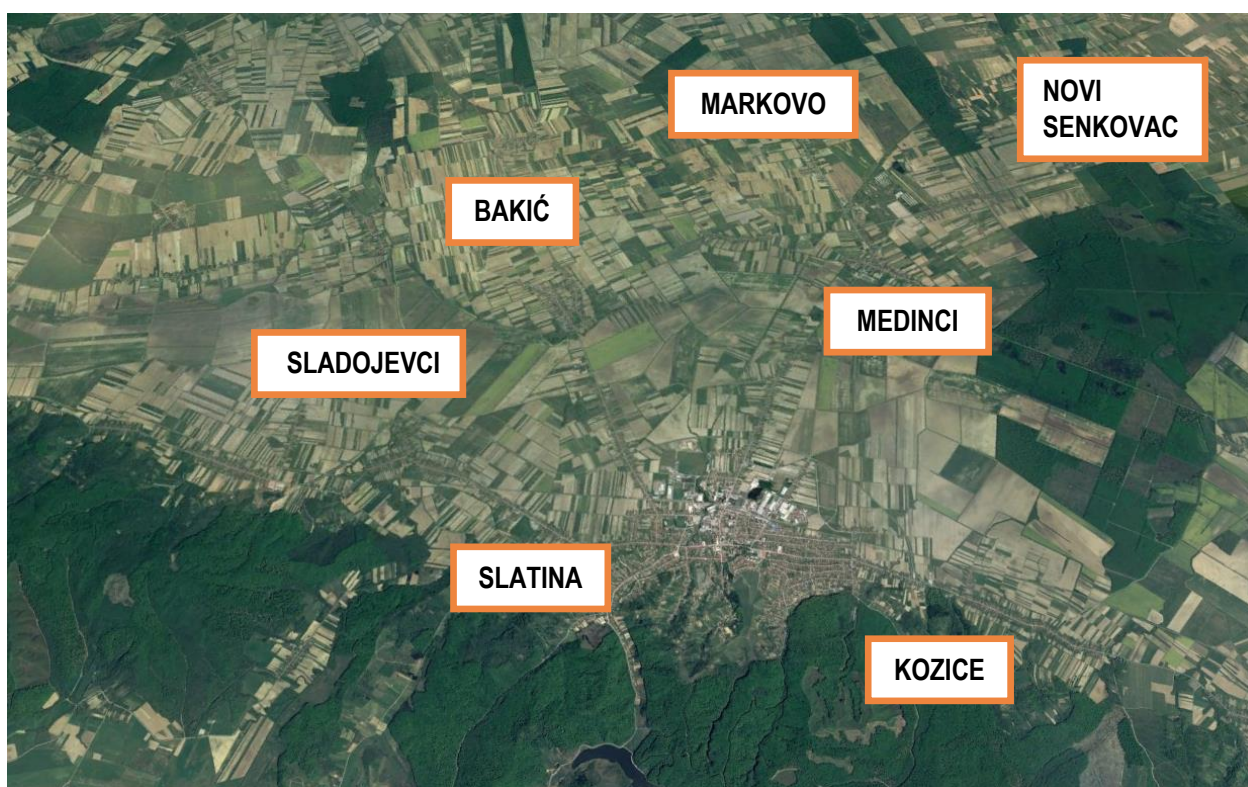 MARKOVO
NOVI
SENKOVAC
BAKIĆ
MEDINCI
SLADOJEVCI
SLATINA
KOZICE